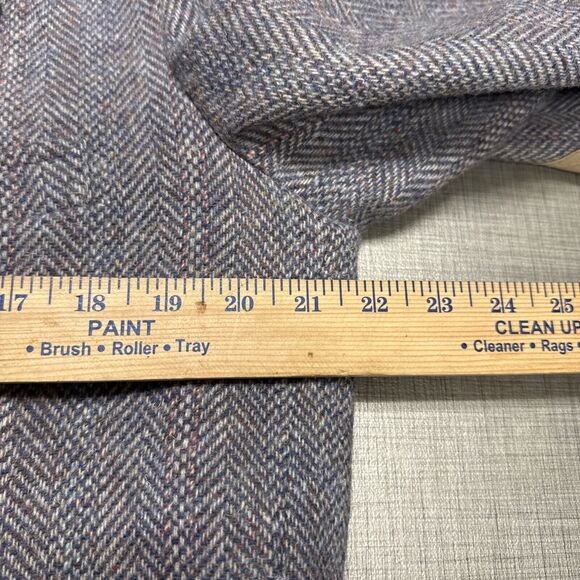 17 18 19 20 21 22 23 24 25
PAINT CLEAN UP
• Brush • Roller • Tray • Cleaner • Rags •